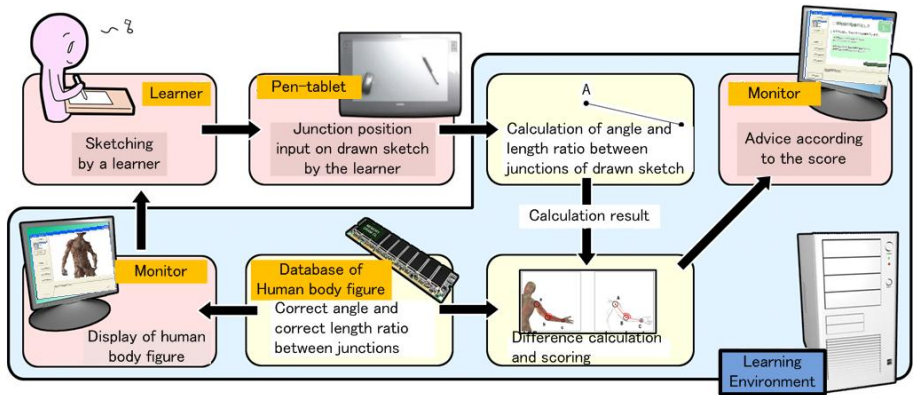 Learner
Sketching
by a learner
Pen-tablet
Junction position
input on drawn sketch
by the learner
A
Calculation of angle and
length ratio between
junctions of drawn sketch
Monitor
Advice according
to the score
Calculation result
Monitor
Display of human
body figure
Database of
Human body figure
Correct angle and
correct length ratio
between junctions
Difference calculation
and scoring
Learning
Environment